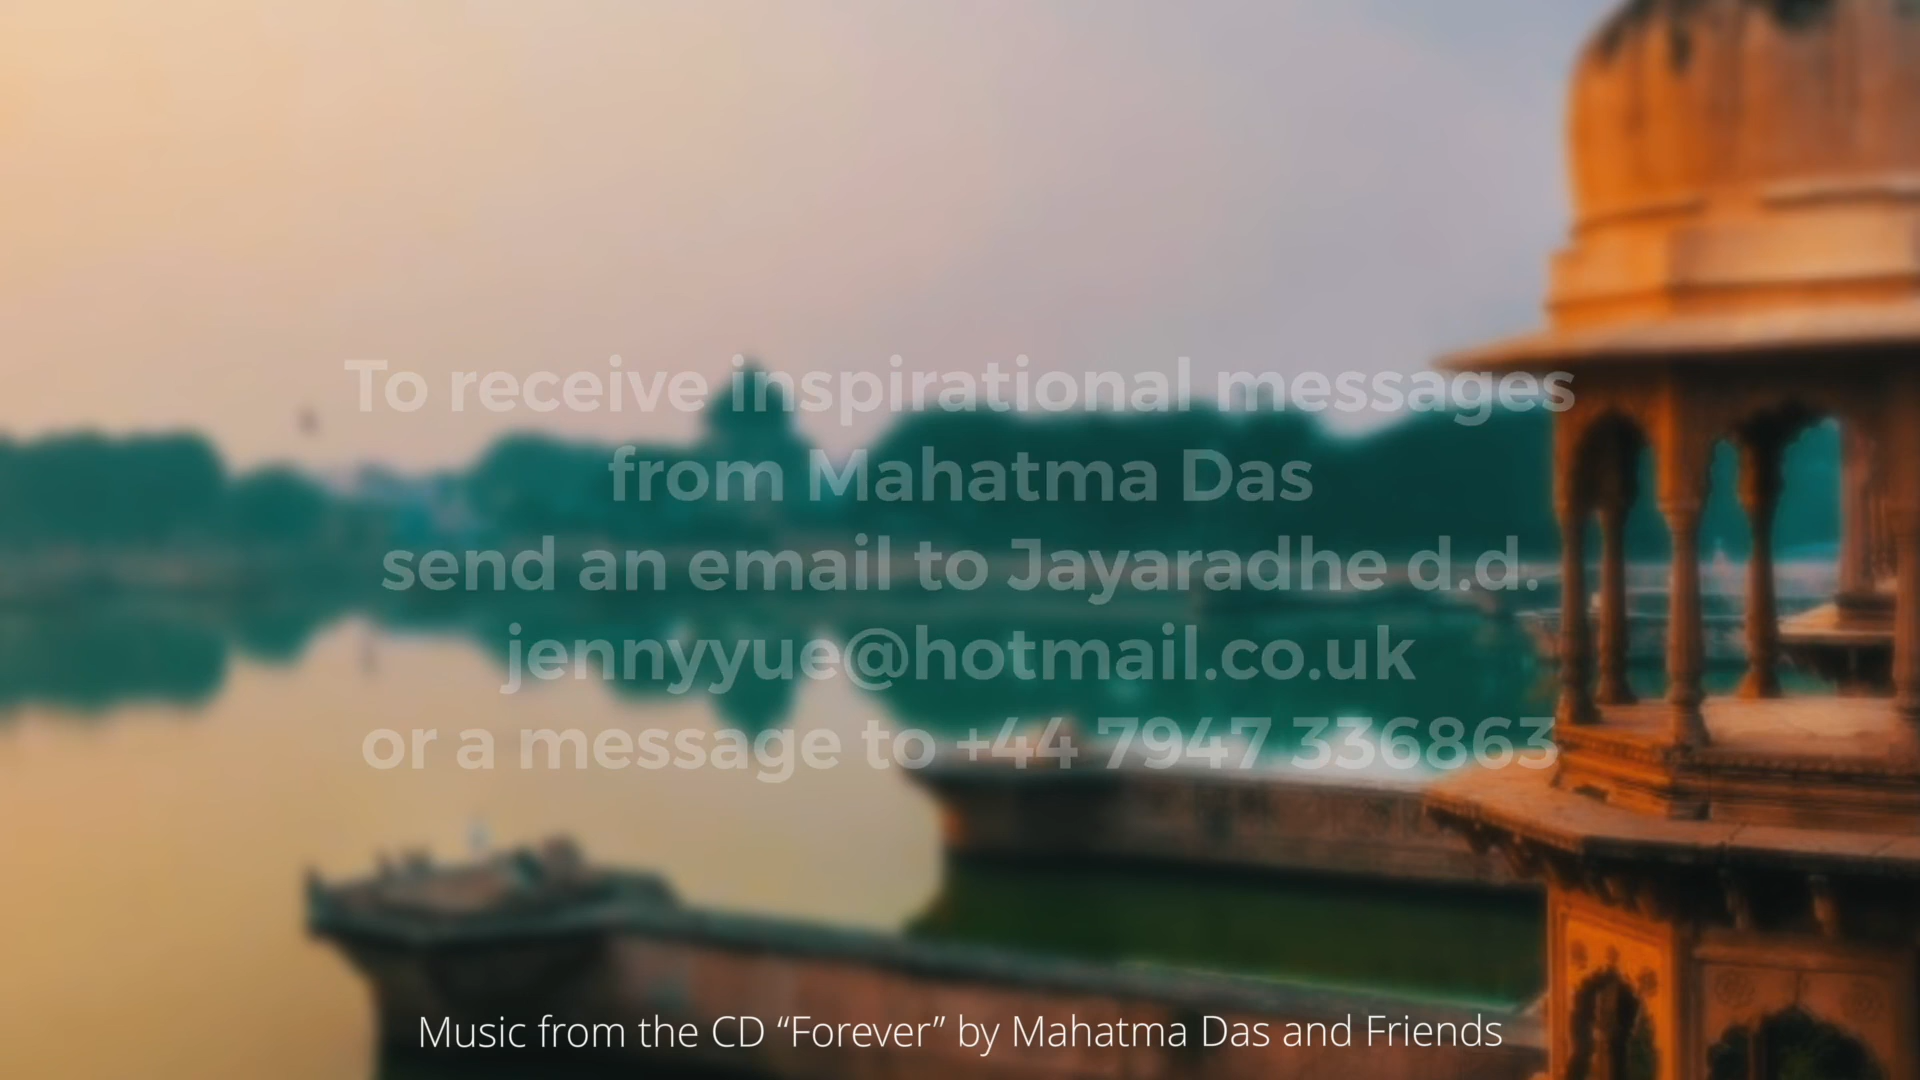 To receive inspirational messages
from Mahatma Das
send an email to Jayaradhe d.d.
jennyyue@hotmail.co.uk
or a message to +44 7947 336863
Music from the CD “Forever” by Mahatma Das and Friends